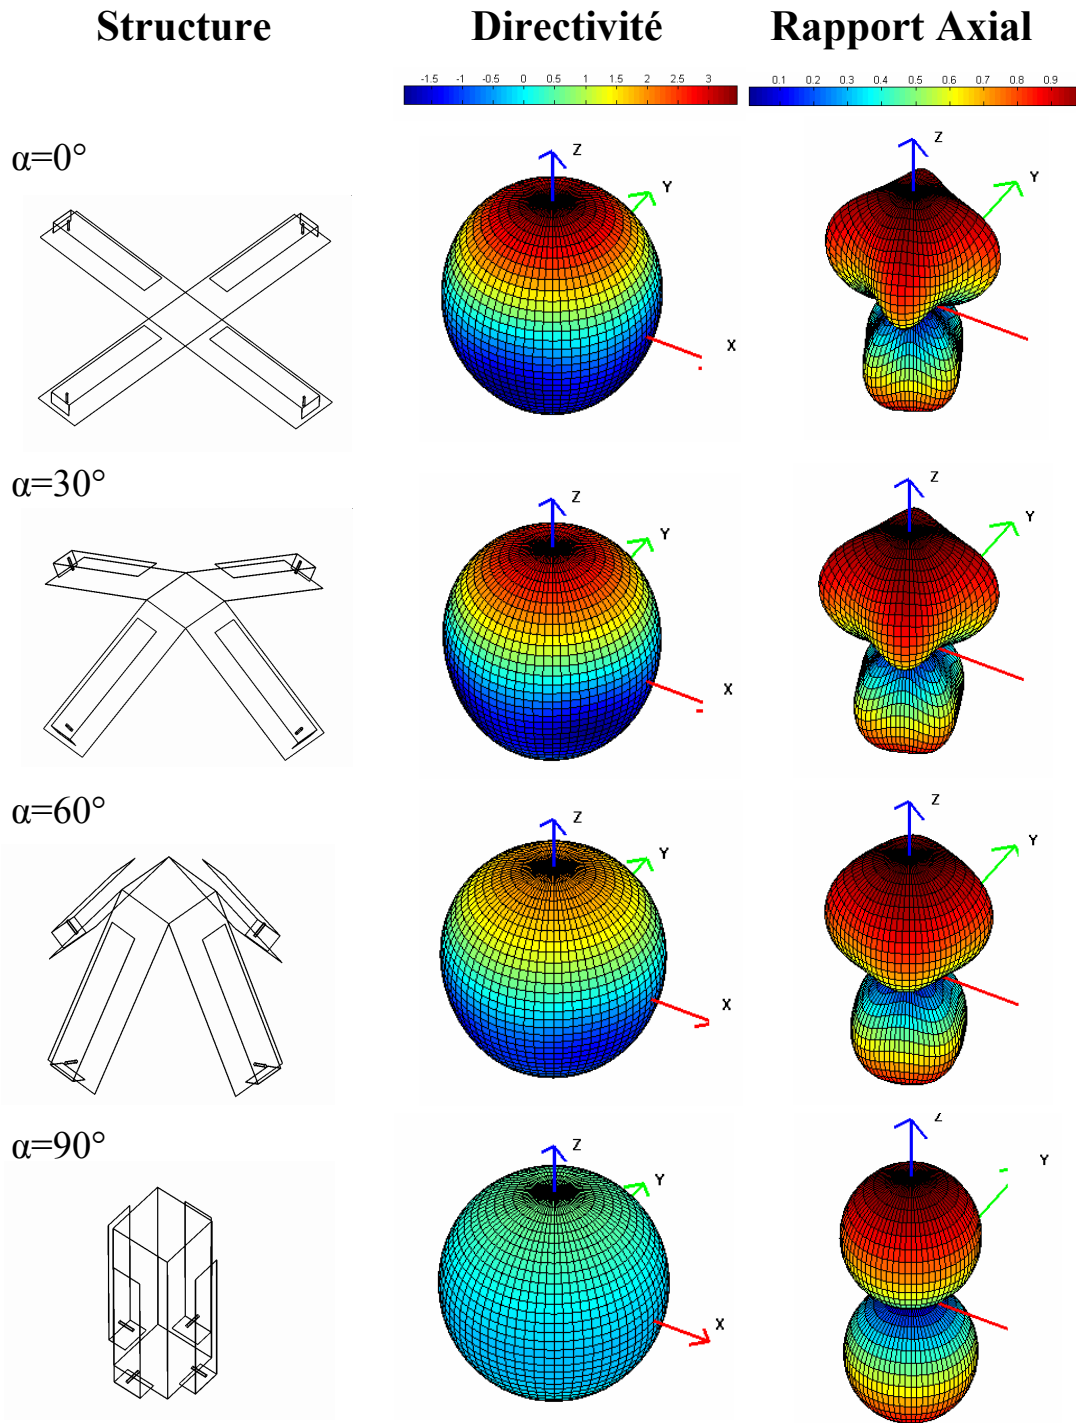 Structure Directivité Rapport Axial
-1.5 -1 -0.5 0 0.5 1 1.5 2 2.5 3
0.1 0.2 0.3 0.4 0.5 0.6 0.7 0.8 0.9
α=0°
Z Y X
Z Y
α=30°
Z Y X
Z Y
α=60°
Z Y X
Z Y
α=90°
Z Y X
Z Y